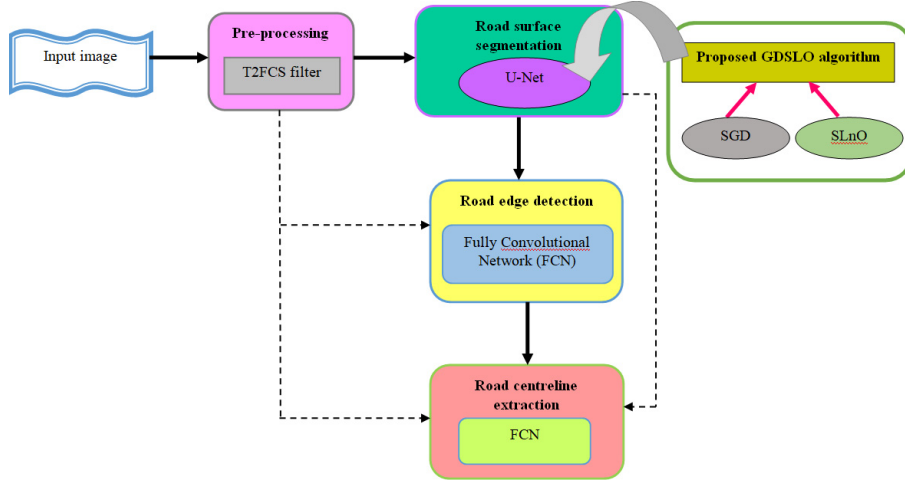 Input image
Pre-processing
T2FCS filter
Road surface
segmentation
U-Net
Proposed GDSLO algorithm
SGD
SLnO
Road edge detection
Fully Convolutional
Network (FCN)
Road centreline
extraction
FCN